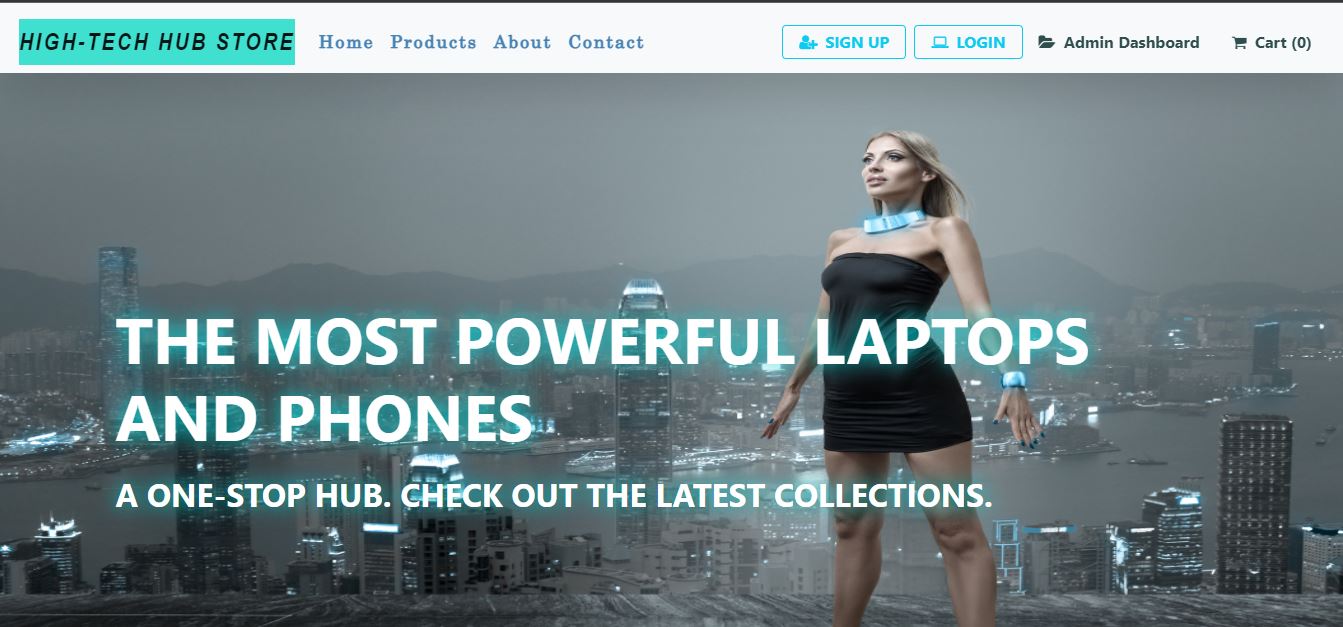 HIGH-TECH HUB STORE
Home Products About Contact
SIGN UP LOGIN Admin Dashboard Cart (0)
THE MOST POWERFUL LAPTOPS
AND PHONES
A ONE-STOP HUB. CHECK OUT THE LATEST COLLECTIONS.